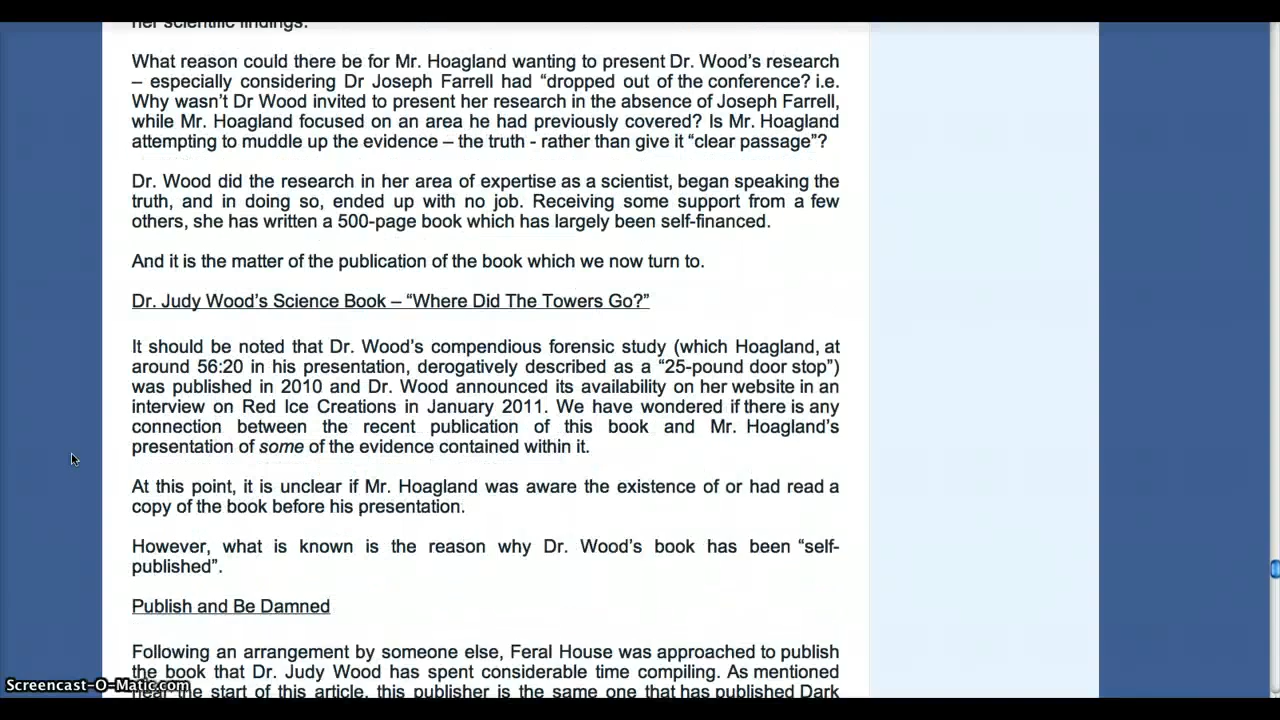 her scientific findings.
What reason could there be for Mr. Hoagland wanting to present Dr. Wood's research
– especially considering Dr Joseph Farrell had “dropped out of the conference? i.e.
Why wasn't Dr Wood invited to present her research in the absence of Joseph Farrell,
while Mr. Hoagland focused on an area he had previously covered? Is Mr. Hoagland
attempting to muddle up the evidence – the truth - rather than give it “clear passage”?
Dr. Wood did the research in her area of expertise as a scientist, began speaking the
truth, and in doing so, ended up with no job. Receiving some support from a few
others, she has written a 500-page book which has largely been self-financed.
And it is the matter of the publication of the book which we now turn to.
Dr. Judy Wood's Science Book – “Where Did The Towers Go?”
It should be noted that Dr. Wood's compendious forensic study (which Hoagland, at
around 56:20 in his presentation, derogatively described as a “25-pound door stop”)
was published in 2010 and Dr. Wood announced its availability on her website in an
interview on Red Ice Creations in January 2011. We have wondered if there is any
connection between the recent publication of this book and Mr. Hoagland's
presentation of some of the evidence contained within it.
At this point, it is unclear if Mr. Hoagland was aware the existence of or had read a
copy of the book before his presentation.
However, what is known is the reason why Dr. Wood's book has been “self-
published”.
Publish and Be Damned
Following an arrangement by someone else, Feral House was approached to publish
the book that Dr. Judy Wood has spent considerable time compiling. As mentioned
the start of this article, this publisher is the same one that has published Dark
Screencast-O-Matic.com